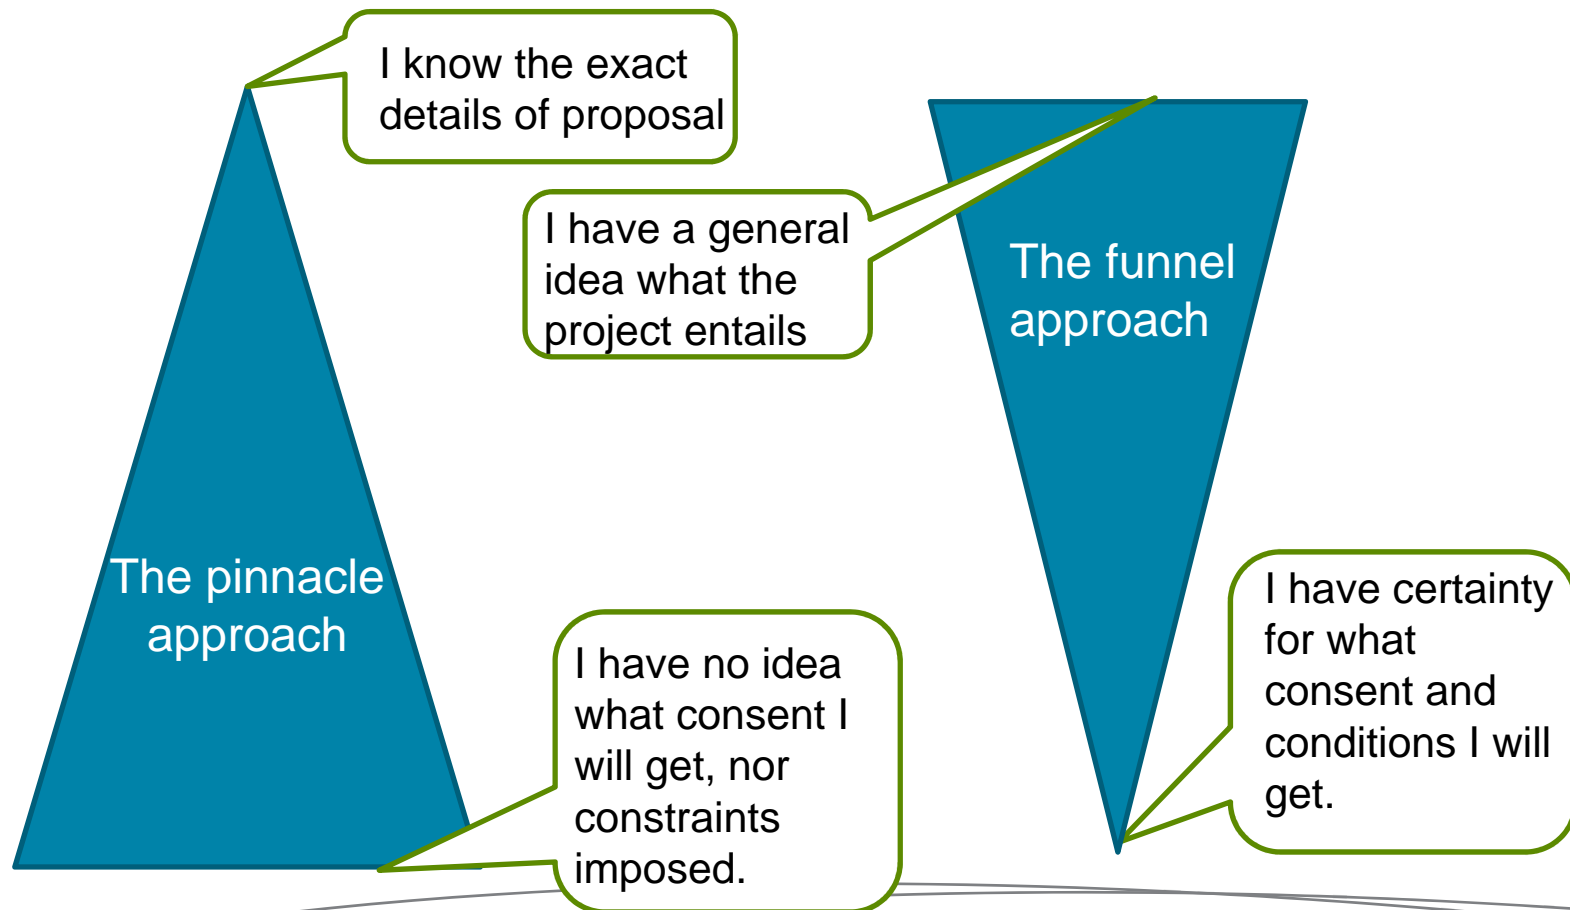 I know the exact
details of proposal
I have a general
idea what the
project entails
The funnel
approach
The pinnacle
approach
I have no idea
what consent I
will get, nor
constraints
imposed.
I have certainty
for what
consent and
conditions I will
get.